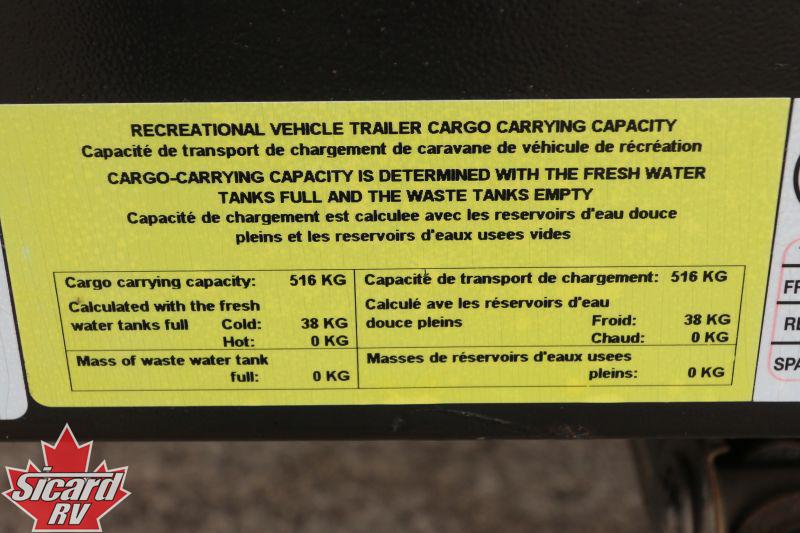 RECREATIONAL VEHICLE TRAILER CARGO CARRYING CAPACITY
Capacité de transport de chargement de caravane de véhicule de récréation
CARGO-CARRYING CAPACITY IS DETERMINED WITH THE FRESH WATER
TANKS FULL AND THE WASTE TANKS EMPTY
Capacité de chargement est calculee avec les reservoirs d'eau douce
pleins et les reservoirs d'eaux usees vides
Cargo carrying capacity: 516 KG
Calculated with the fresh
water tanks full Cold: 38 KG
Hot: 0 KG
Mass of waste water tank
full: 0 KG
Capacité de transport de chargement: 516 KG
Calculé ave les réservoirs d'eau
douce pleins Froid: 38 KG
Chaud: 0 KG
Masses de réservoirs d'eaux usees
pleins: 0 KG
Sicard
RV